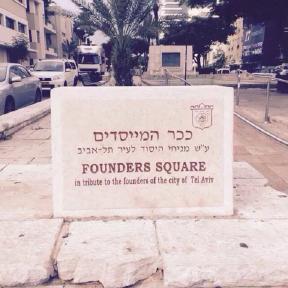 ככר המייסדים
ע"ש מניחי היסוד לעיר תל-אביב
FOUNDERS SQUARE
in tribute to the founders of the city of Tel Aviv